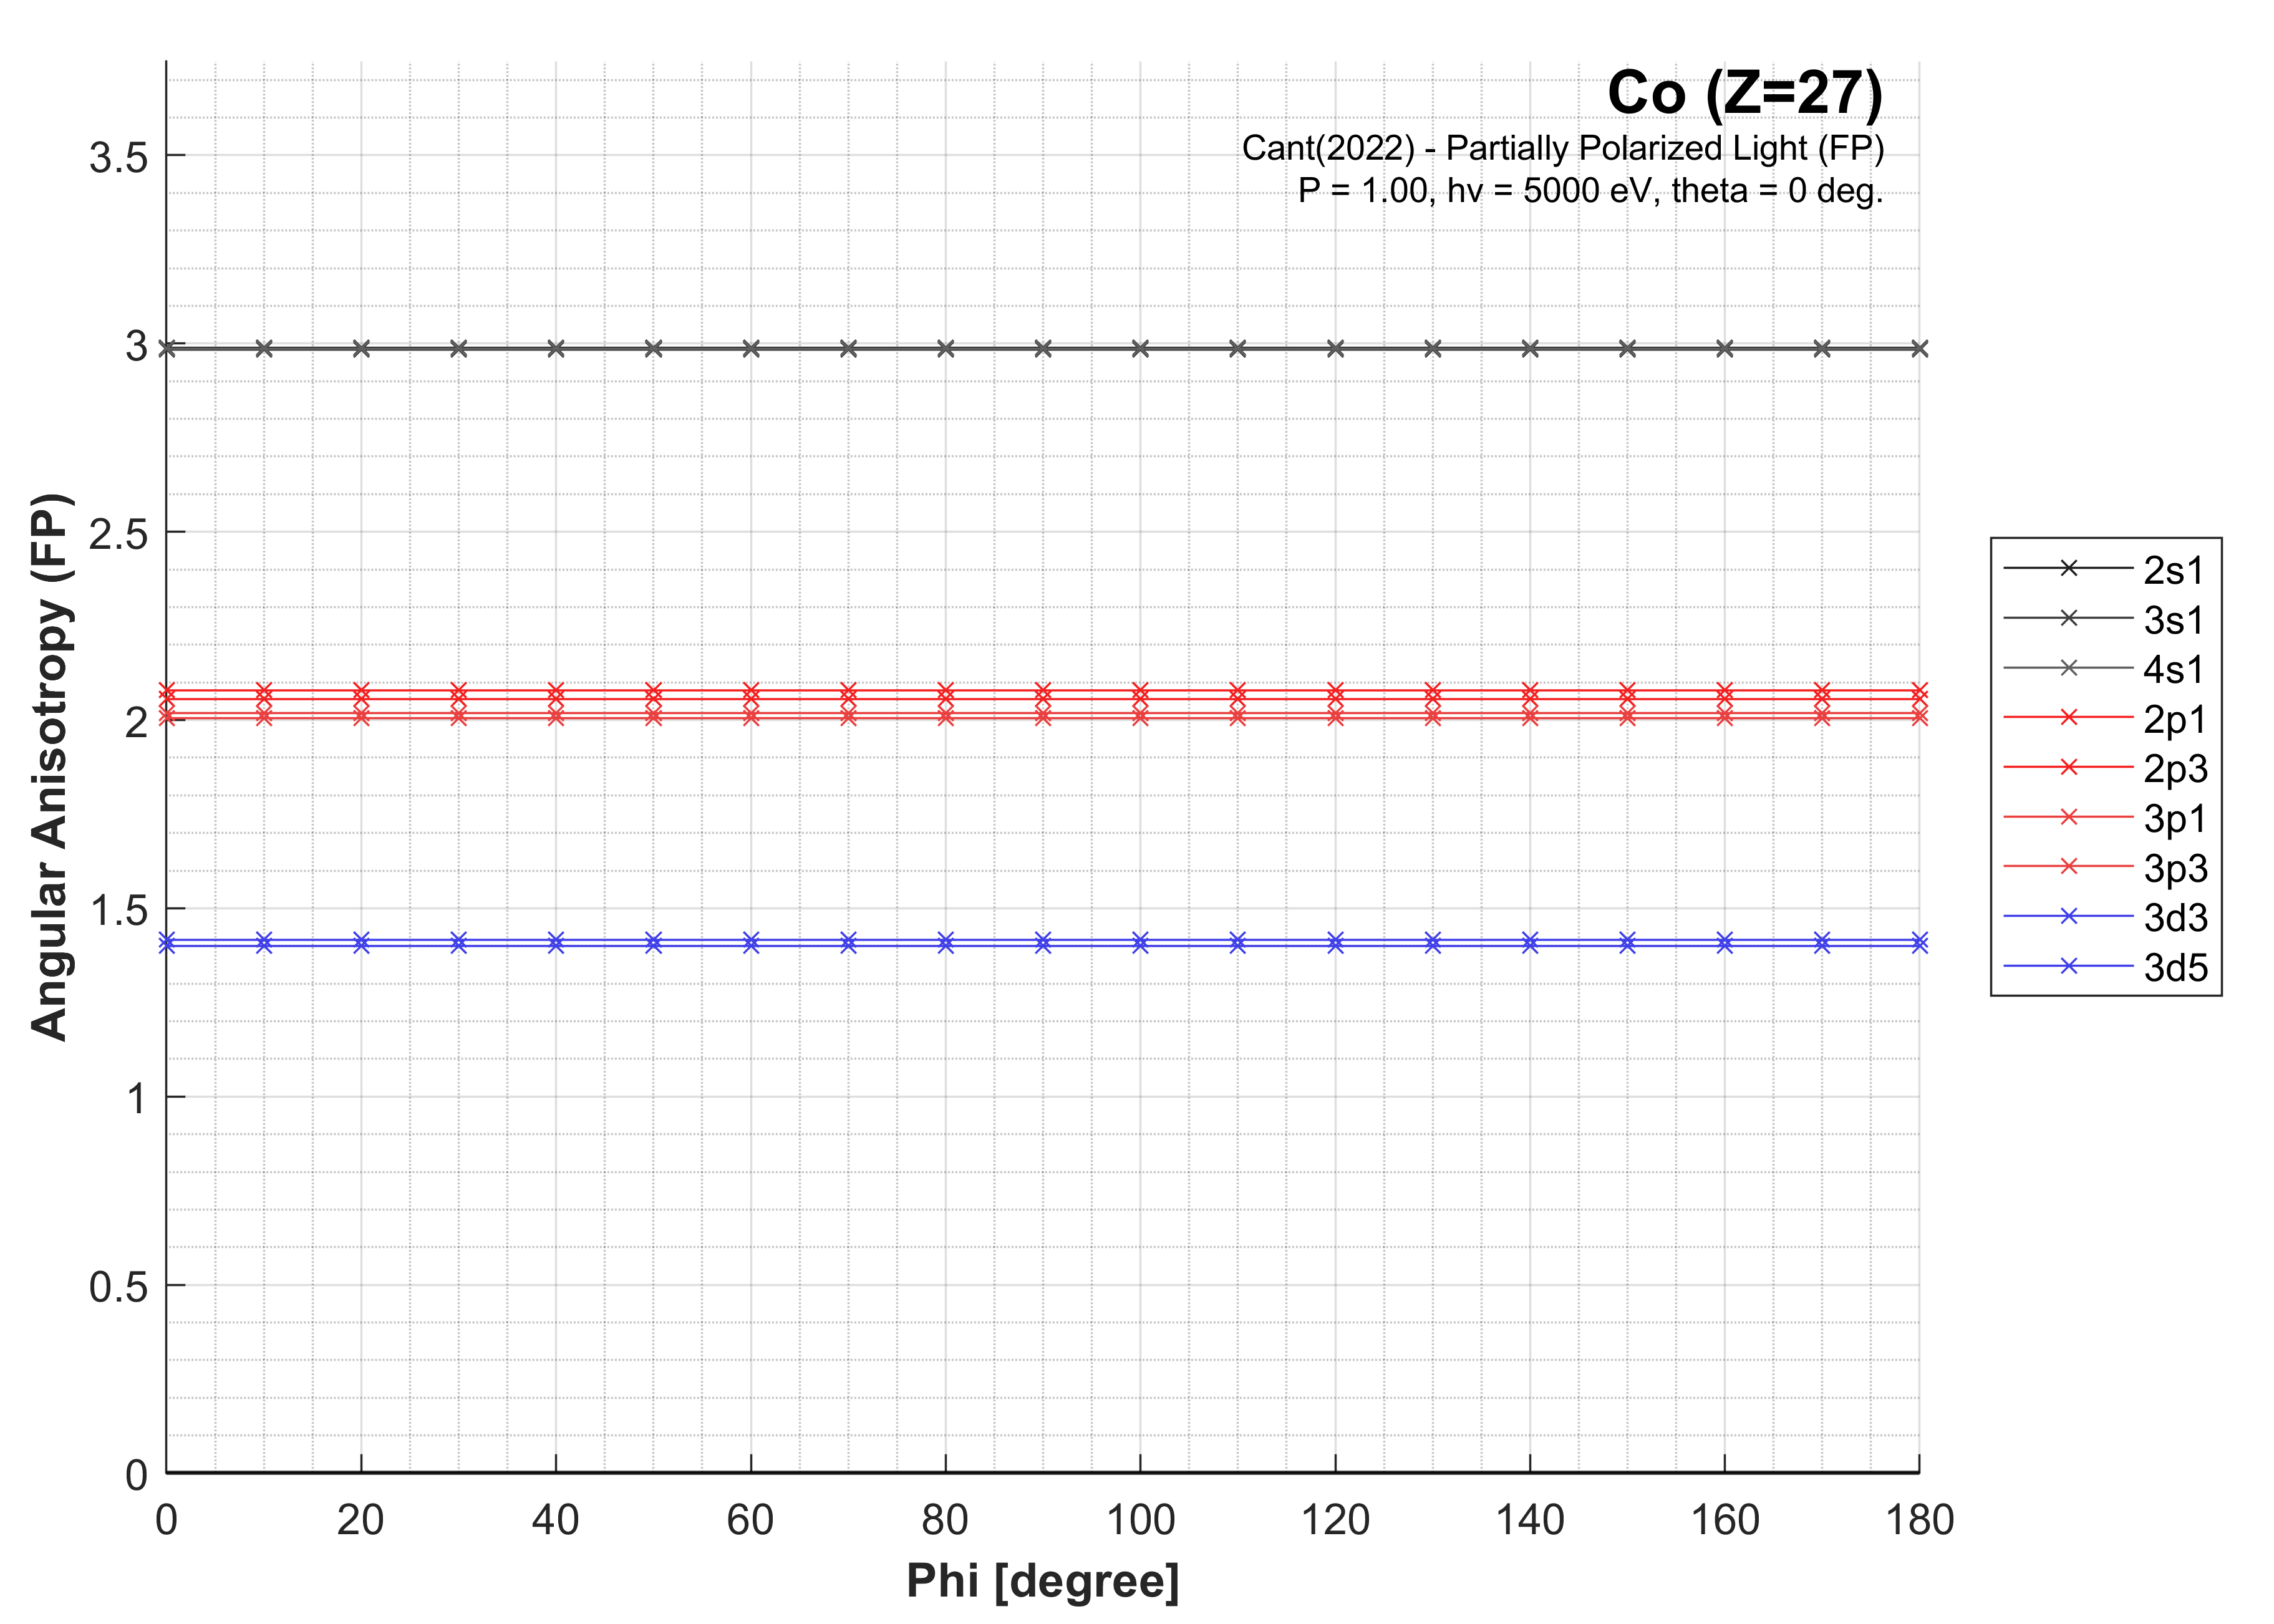 Co (Z=27)
Cant(2022) - Partially Polarized Light (FP)
P = 1.00, hv = 5000 eV, theta = 0 deg.
3.5
3
2.5
2
1.5
1
0.5
0
Angular Anisotropy (FP)
0 20 40 60 80 100 120 140 160 180
Phi [degree]
2s1
3s1
4s1
2p1
2p3
3p1
3p3
3d3
3d5